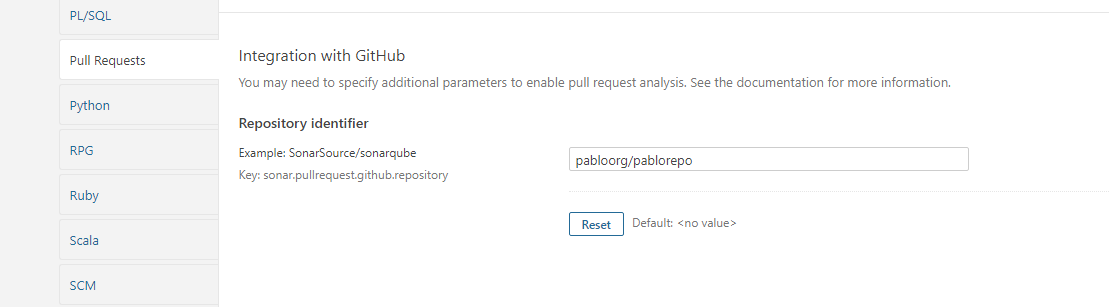 PL/SQL
Pull Requests
Python
RPG
Ruby
Scala
SCM
Integration with GitHub
You may need to specify additional parameters to enable pull request analysis. See the documentation for more information.
Repository identifier
Example: SonarSource/sonarqube
Key: sonar.pullrequest.github.repository
pabloorg/pablorepo
Reset Default: <no value>